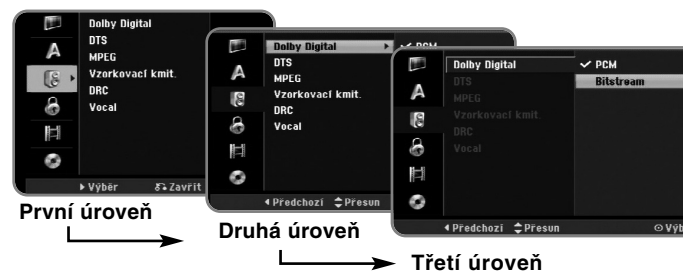 Dolby Digital
DTS
MPEG
Vzorkovací kmit.
DRC
Vocal
Výběr Zavřít
První úroveň
Dolby Digital PCM
DTS
MPEG
Vzorkovací kmit.
DRC
Vocal
Předchozí Přesun
Druhá úroveň
Dolby Digital PCM
DTS Bitstream
MPEG
Vzorkovací kmit.
DRC
Vocal
Předchozí Přesun
Třetí úroveň